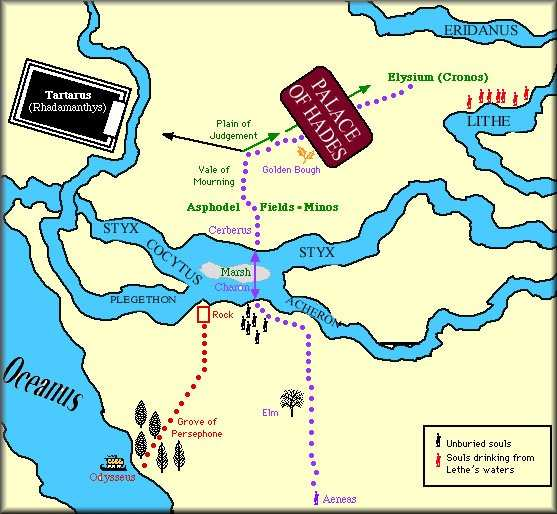 ERIDANUS
Elysium (Cronos)
Tartarus
(Rhadamanthys)
PALACE
OF HADES
LITHE
Plain of
Judgement
Golden Bough
Vale of
Mourning
Asphodel Fields - Minos
Cerberus
STYX
STYX
COCYTUS
Marsh
Charon
PLEGETHON
ACHERON
Rock
Oceanus
Elm
Grove of
Persephone
Odysseus
Aeneas
Unburied souls
Souls drinking from
Lethe's waters